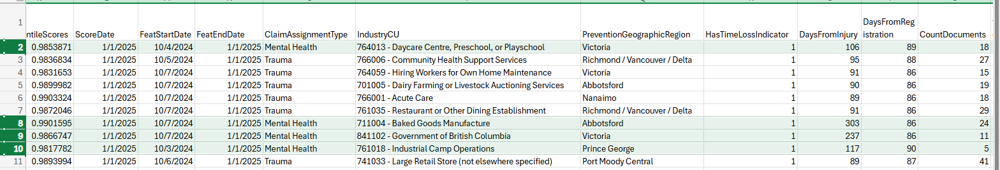 1 ntileScores ScoreDate FeatStartDate FeatEndDate ClaimAssignmentType IndustryCU PreventionGeographicRegion HasTimeLossIndicator DaysFromInjury DaysFromReg
istration CountDocuments
2 0.9853871 1/1/2025 10/4/2024 1/1/2025 Mental Health 764013 - Daycare Centre, Preschool, or Playschool Victoria 1 106 89 18
3 0.9836834 1/1/2025 10/5/2024 1/1/2025 Trauma 766006 - Community Health Support Services Richmond / Vancouver / Delta 1 95 88 27
4 0.9831653 1/1/2025 10/7/2024 1/1/2025 Trauma 764059 - Hiring Workers for Own Home Maintenance Victoria 1 91 86 15
5 0.9899982 1/1/2025 10/7/2024 1/1/2025 Trauma 701005 - Dairy Farming or Livestock Auctioning Services Abbotsford 1 90 86 19
6 0.9903324 1/1/2025 10/7/2024 1/1/2025 Trauma 766001 - Acute Care Nanaimo 1 89 86 18
7 0.9872046 1/1/2025 10/7/2024 1/1/2025 Trauma 761035 - Restaurant or Other Dining Establishment Richmond / Vancouver / Delta 1 91 86 29
8 0.9901595 1/1/2025 10/7/2024 1/1/2025 Mental Health 711004 - Baked Goods Manufacture Abbotsford 1 303 86 24
9 0.9866747 1/1/2025 10/7/2024 1/1/2025 Mental Health 841102 - Government of British Columbia Victoria 1 237 86 11
10 0.9817782 1/1/2025 10/3/2024 1/1/2025 Mental Health 761018 - Industrial Camp Operations Prince George 1 117 90 5
11 0.9893994 1/1/2025 10/6/2024 1/1/2025 Trauma 741033 - Large Retail Store (not elsewhere specified) Port Moody Central 1 89 87 41